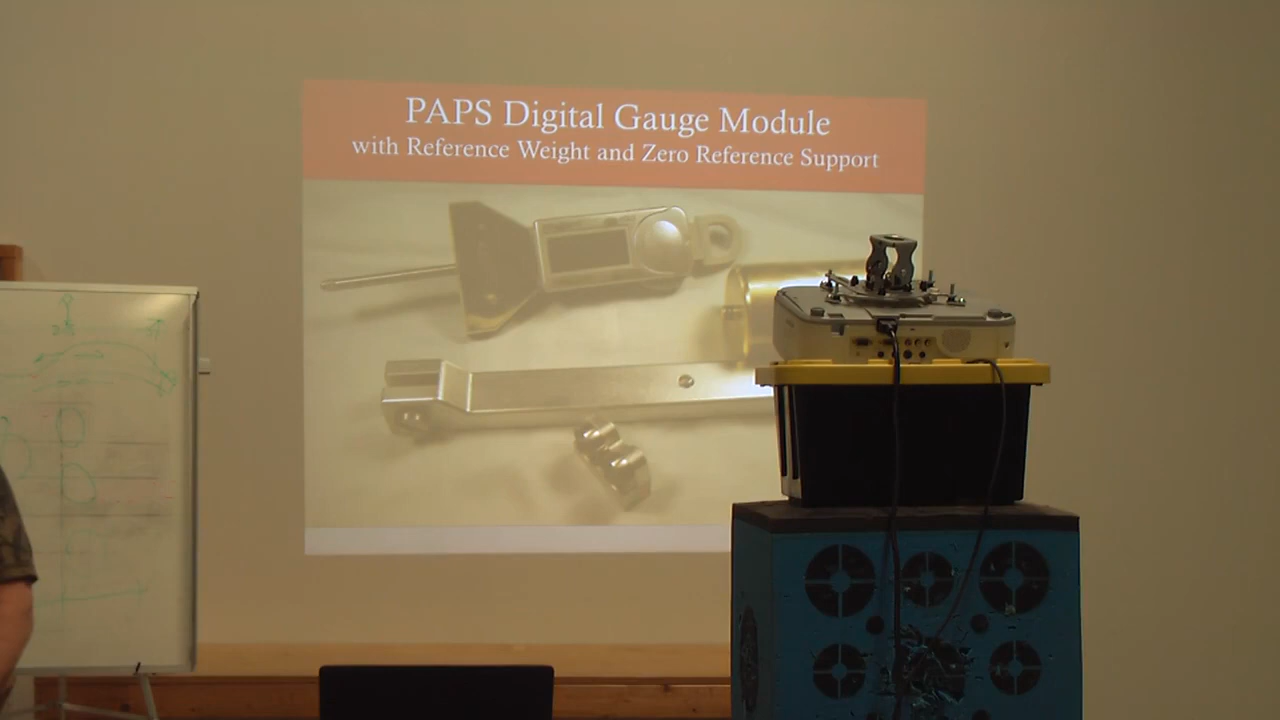 PAPS Digital Gauge Module
with Reference Weight and Zero Reference Support